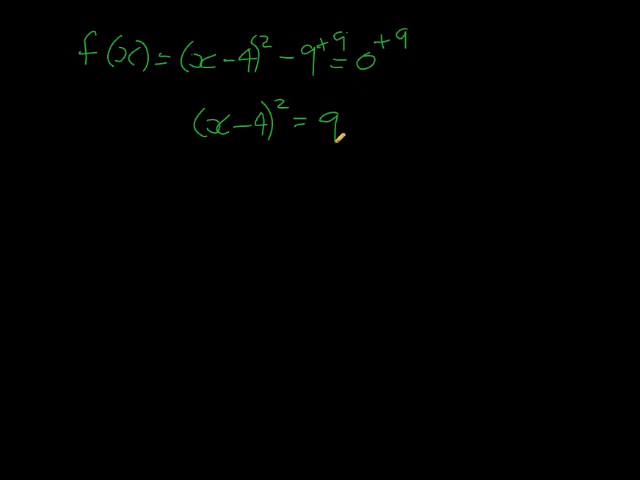 f(x) = (x - 4)² - 9 + 9 = 0 + 9
(x - 4)² = 9